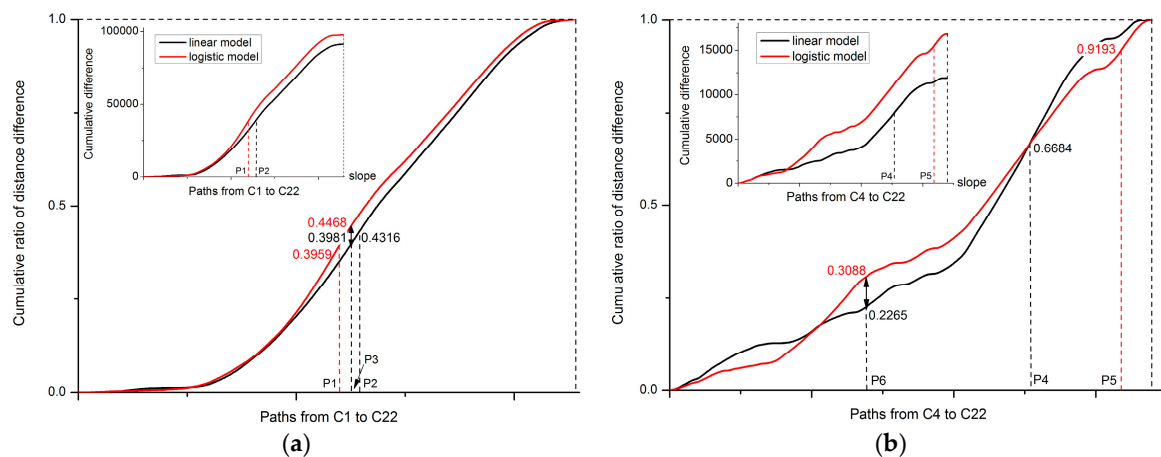 Cumulative ratio of distance difference
1.0
0.5
0.0
Cumulative difference
100000
50000
0
linear model
logistic model
P1
P2
slope
Paths from C1 to C22
0.4468
0.3981
0.4316
0.3959
P3
P1
P2
Paths from C1 to C22
(a)
Cumulative ratio of distance difference
1.0
0.5
0.0
Cumulative difference
15000
10000
5000
0
linear model
logistic model
P4
P5
slope
Paths from C4 to C22
0.9193
0.6684
0.3088
0.2265
P6
P4
P5
Paths from C4 to C22
(b)